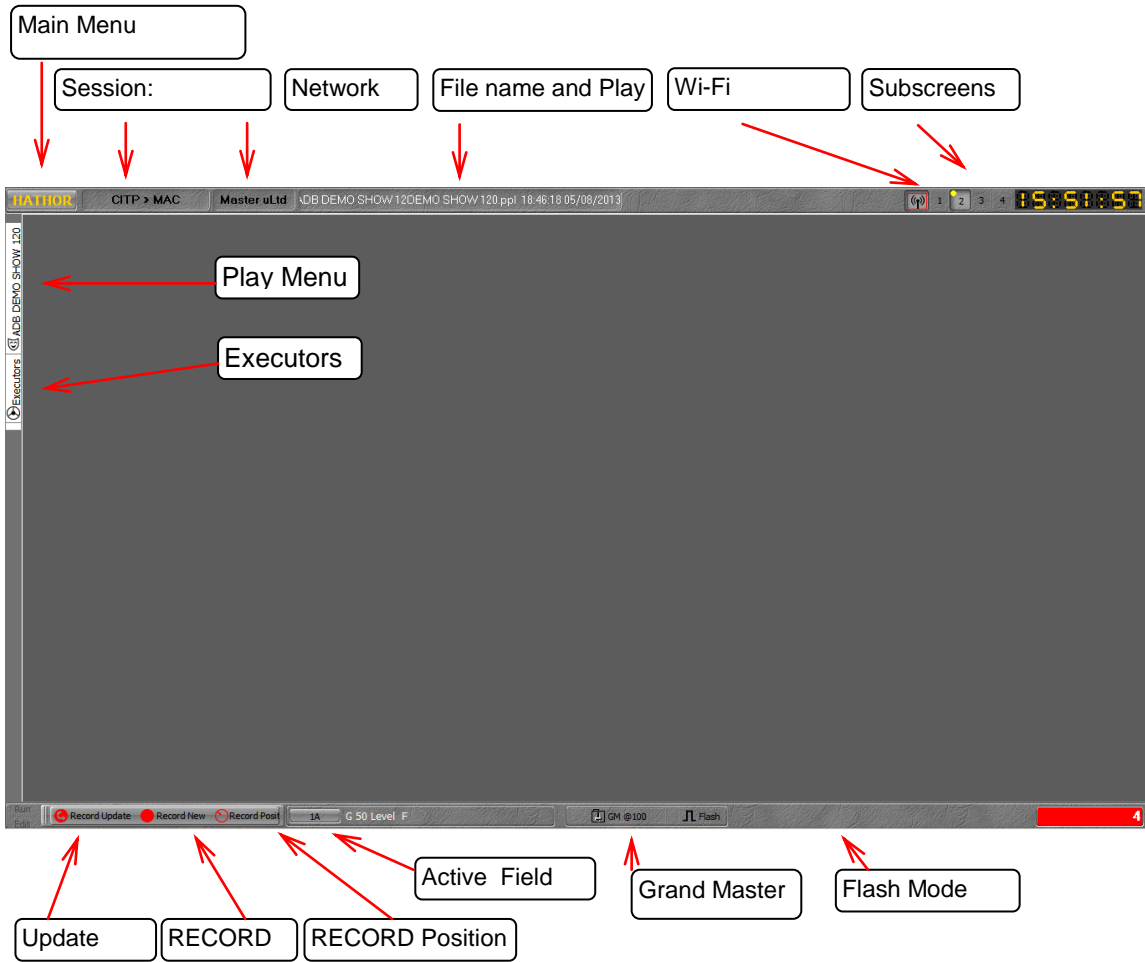 Main Menu
Session:
Network
File name and Play
Wi-Fi
Subscreens
HATHOR
CITP > MAC
Master uLtd
ADB DEMO SHOW 12DEMO SHOW 120.ppl 18:46:18 05/08/2013
1 2 3 4
15:51:57
ADB DEMO SHOW 120
Executors
Play Menu
Executors
Run
Edit
Record Update
Record New
Record Posit
1A
G 50 Level F
GM @100
Flash
4
Active Field
Grand Master
Flash Mode
Update
RECORD
RECORD Position